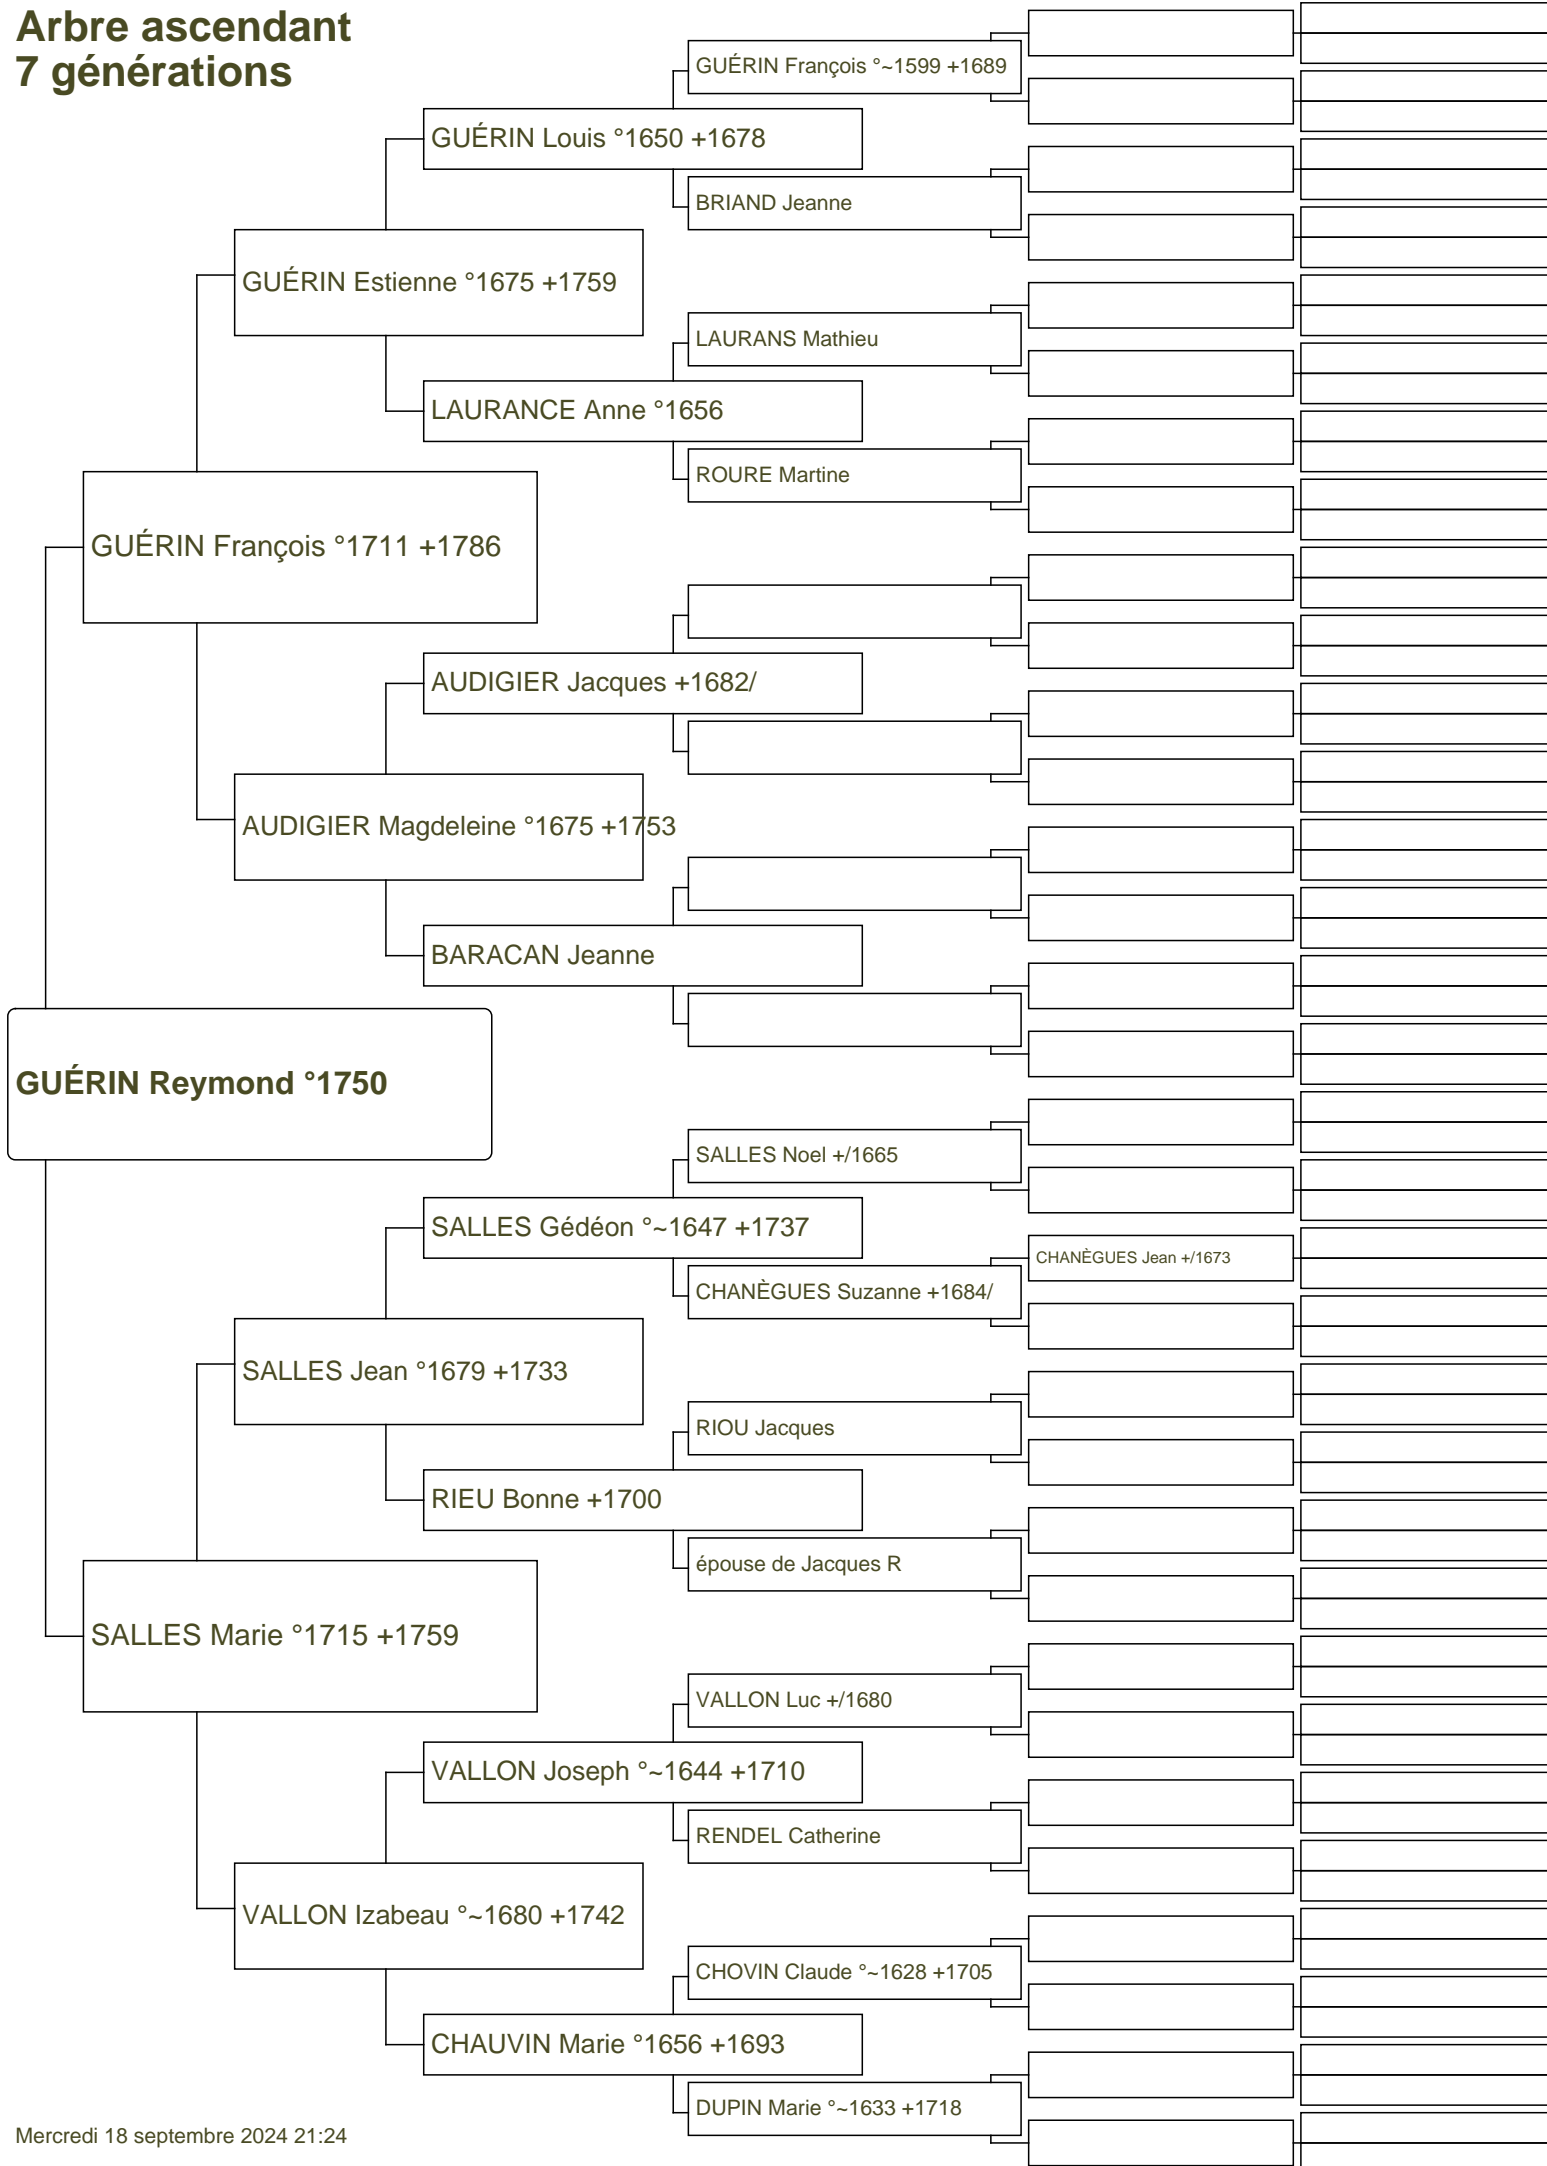 Arbre ascendant
7 générations
GUÉRIN François °~1599 +1689
GUÉRIN Louis °1650 +1678
BRIAND Jeanne
GUÉRIN Estienne °1675 +1759
LAURANS Mathieu
LAURANCE Anne °1656
ROURE Martine
GUÉRIN François °1711 +1786
AUDIGIER Jacques +1682/
AUDIGIER Magdeleine °1675 +1753
BARACAN Jeanne
GUÉRIN Reymond °1750
SALLES Noel +/1665
SALLES Gédéon °~1647 +1737
CHANÈGUES Jean +/1673
CHANÈGUES Suzanne +1684/
SALLES Jean °1679 +1733
RIOU Jacques
RIEU Bonne +1700
épouse de Jacques R
SALLES Marie °1715 +1759
VALLON Luc +/1680
VALLON Joseph °~1644 +1710
RENDEL Catherine
VALLON Izabeau °~1680 +1742
CHOVIN Claude °~1628 +1705
CHAUVIN Marie °1656 +1693
DUPIN Marie °~1633 +1718
Mercredi 18 septembre 2024 21:24